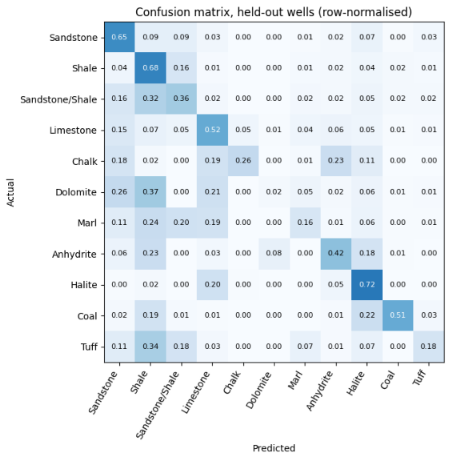 Confusion matrix, held-out wells (row-normalised)
Sandstone 0.65 0.09 0.09 0.03 0.00 0.00 0.01 0.02 0.07 0.00 0.03
Shale 0.04 0.68 0.16 0.01 0.00 0.00 0.01 0.02 0.04 0.02 0.01
Sandstone/Shale 0.16 0.32 0.36 0.02 0.00 0.00 0.02 0.02 0.05 0.02 0.02
Limestone 0.15 0.07 0.05 0.52 0.05 0.01 0.04 0.06 0.05 0.01 0.01
Chalk 0.18 0.02 0.00 0.19 0.26 0.00 0.01 0.23 0.11 0.00 0.00
Dolomite 0.26 0.37 0.00 0.21 0.00 0.02 0.05 0.02 0.06 0.01 0.01
Marl 0.11 0.24 0.20 0.19 0.01 0.00 0.16 0.01 0.06 0.00 0.01
Anhydrite 0.06 0.23 0.00 0.03 0.00 0.08 0.00 0.42 0.18 0.01 0.00
Halite 0.00 0.02 0.00 0.20 0.00 0.00 0.00 0.05 0.72 0.00 0.00
Coal 0.02 0.19 0.01 0.01 0.00 0.00 0.00 0.01 0.22 0.51 0.03
Tuff 0.11 0.34 0.18 0.03 0.00 0.00 0.07 0.01 0.07 0.00 0.18
Actual
Sandstone Shale Sandstone/Shale Limestone Chalk Dolomite Marl Anhydrite Halite Coal Tuff
Predicted